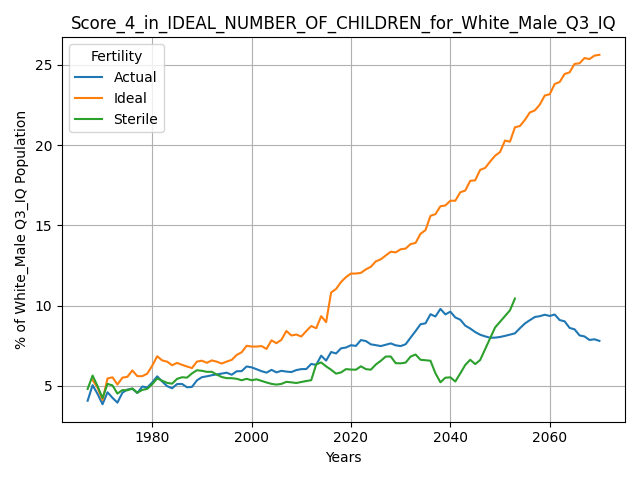 Score_4_in_IDEAL_NUMBER_OF_CHILDREN_for_White_Male_Q3_IQ
Fertility
Actual
Ideal
Sterile
% of White_Male Q3_IQ Population
25
20
15
10
5
1980
2000
2020
2040
2060
Years